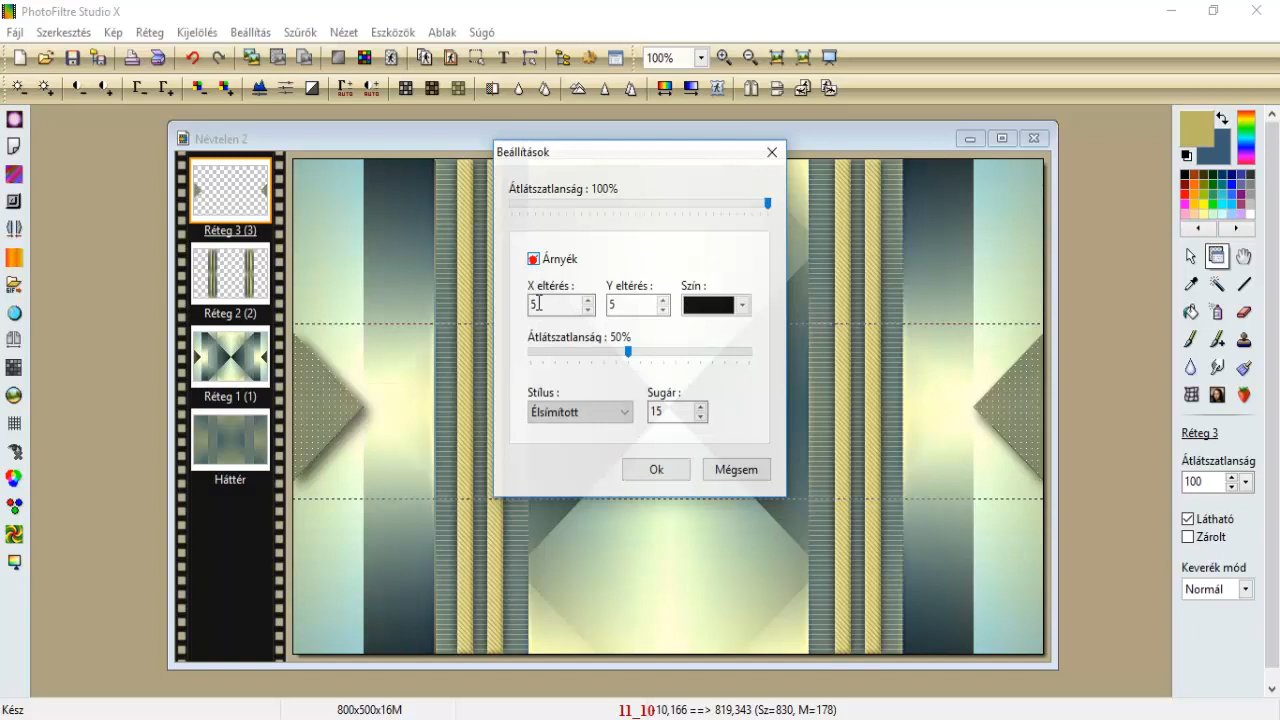 PhotoFiltre Studio X
Fájl Szerkesztés Kép Réteg Kijelölés Beállítás Szűrők Nézet Eszközök Ablak Súgó
100%
Névtelen 2
Réteg 3 (3)
Réteg 2 (2)
Réteg 1 (1)
Háttér
Beállítások
Átlátszatlanság : 100%
Árnyék
X eltérés : Y eltérés : Szín :
5 5
Átlátszatlanság : 50%
Stílus : Sugár :
Élsímított 15
Ok Mégsem
Réteg 3
Átlátszatlanság
100
Látható
Zárolt
Keverék mód
Normál
Kész 800x500x16M 11_10 10,166 ==> 819,343 (Sz=830, M=178)